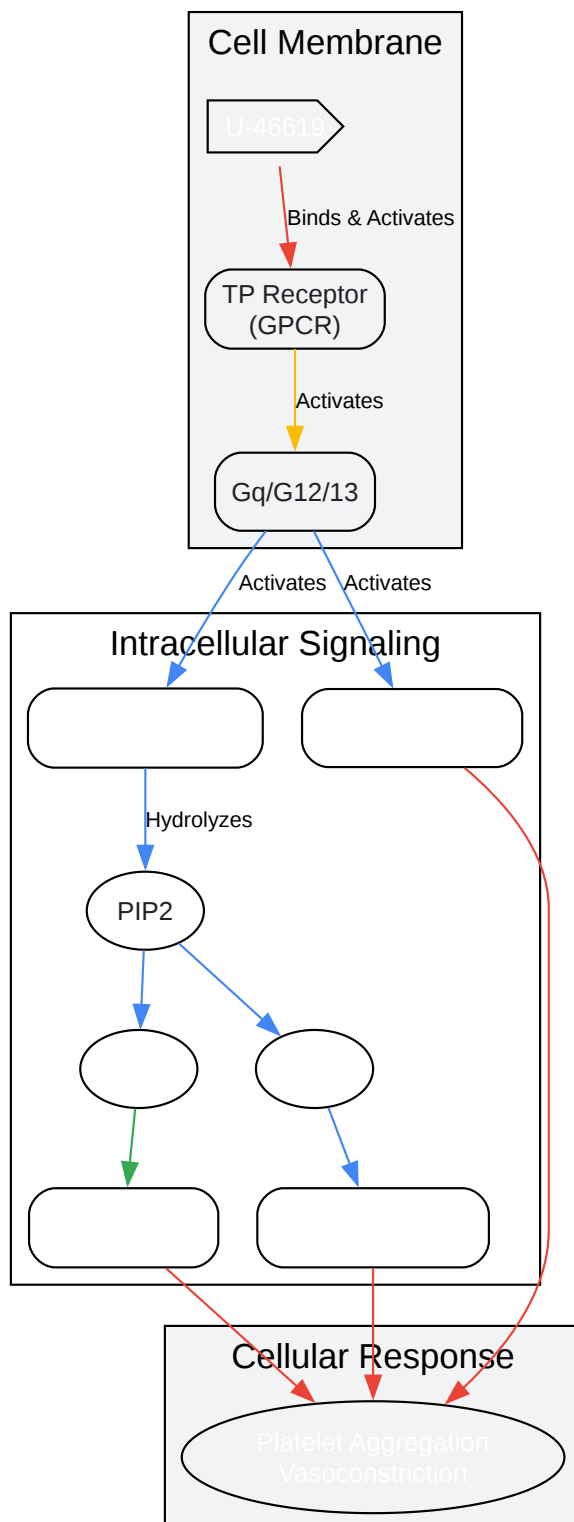 Cell Membrane
U-46619
Binds & Activates
TP Receptor
(GPCR)
Activates
Gq/G12/13
Activates
Activates
Intracellular Signaling
Hydrolyzes
PIP2
Cellular Response
Platelet Aggregation
Vasoconstriction